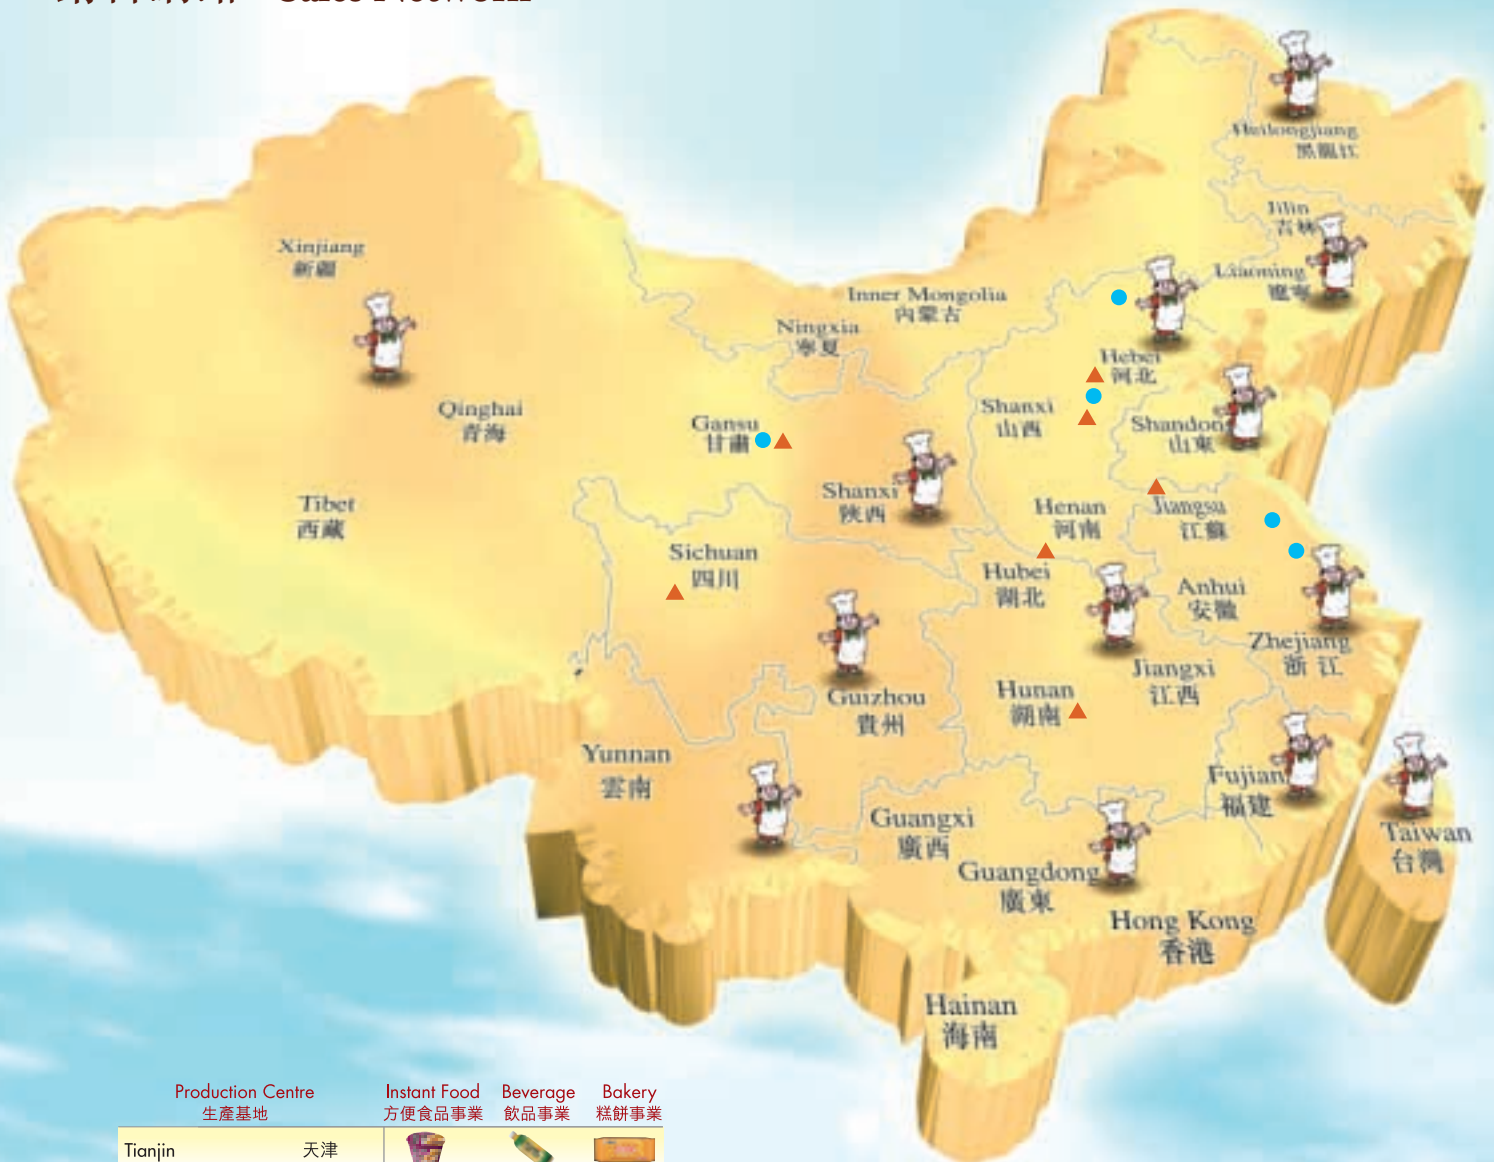 Heilongjiang
黑龍江
Jilin
吉林
Xinjiang
新疆
Liaoning
遼寧
Inner Mongolia
內蒙古
Ningxia
寧夏
Hebei
河北
Qinghai
青海
Shanxi
山西
Gansu
甘肅
Shandon
山東
Shanxi
陝西
Tibet
西藏
Henan
河南
Jiangsu
江蘇
Sichuan
四川
Hubei
湖北
Anhui
安徽
Zhejiang
浙江
Jiangxi
江西
Guizhou
貴州
Hunan
湖南
Yunnan
雲南
Fujian
福建
Guangxi
廣西
Taiwan
台灣
Guangdong
廣東
Hong Kong
香港
Hainan
海南
Production Centre Instant Food Beverage Bakery
生產基地 方便食品事業 飲品事業 糕餅事業
Tianjin 天津